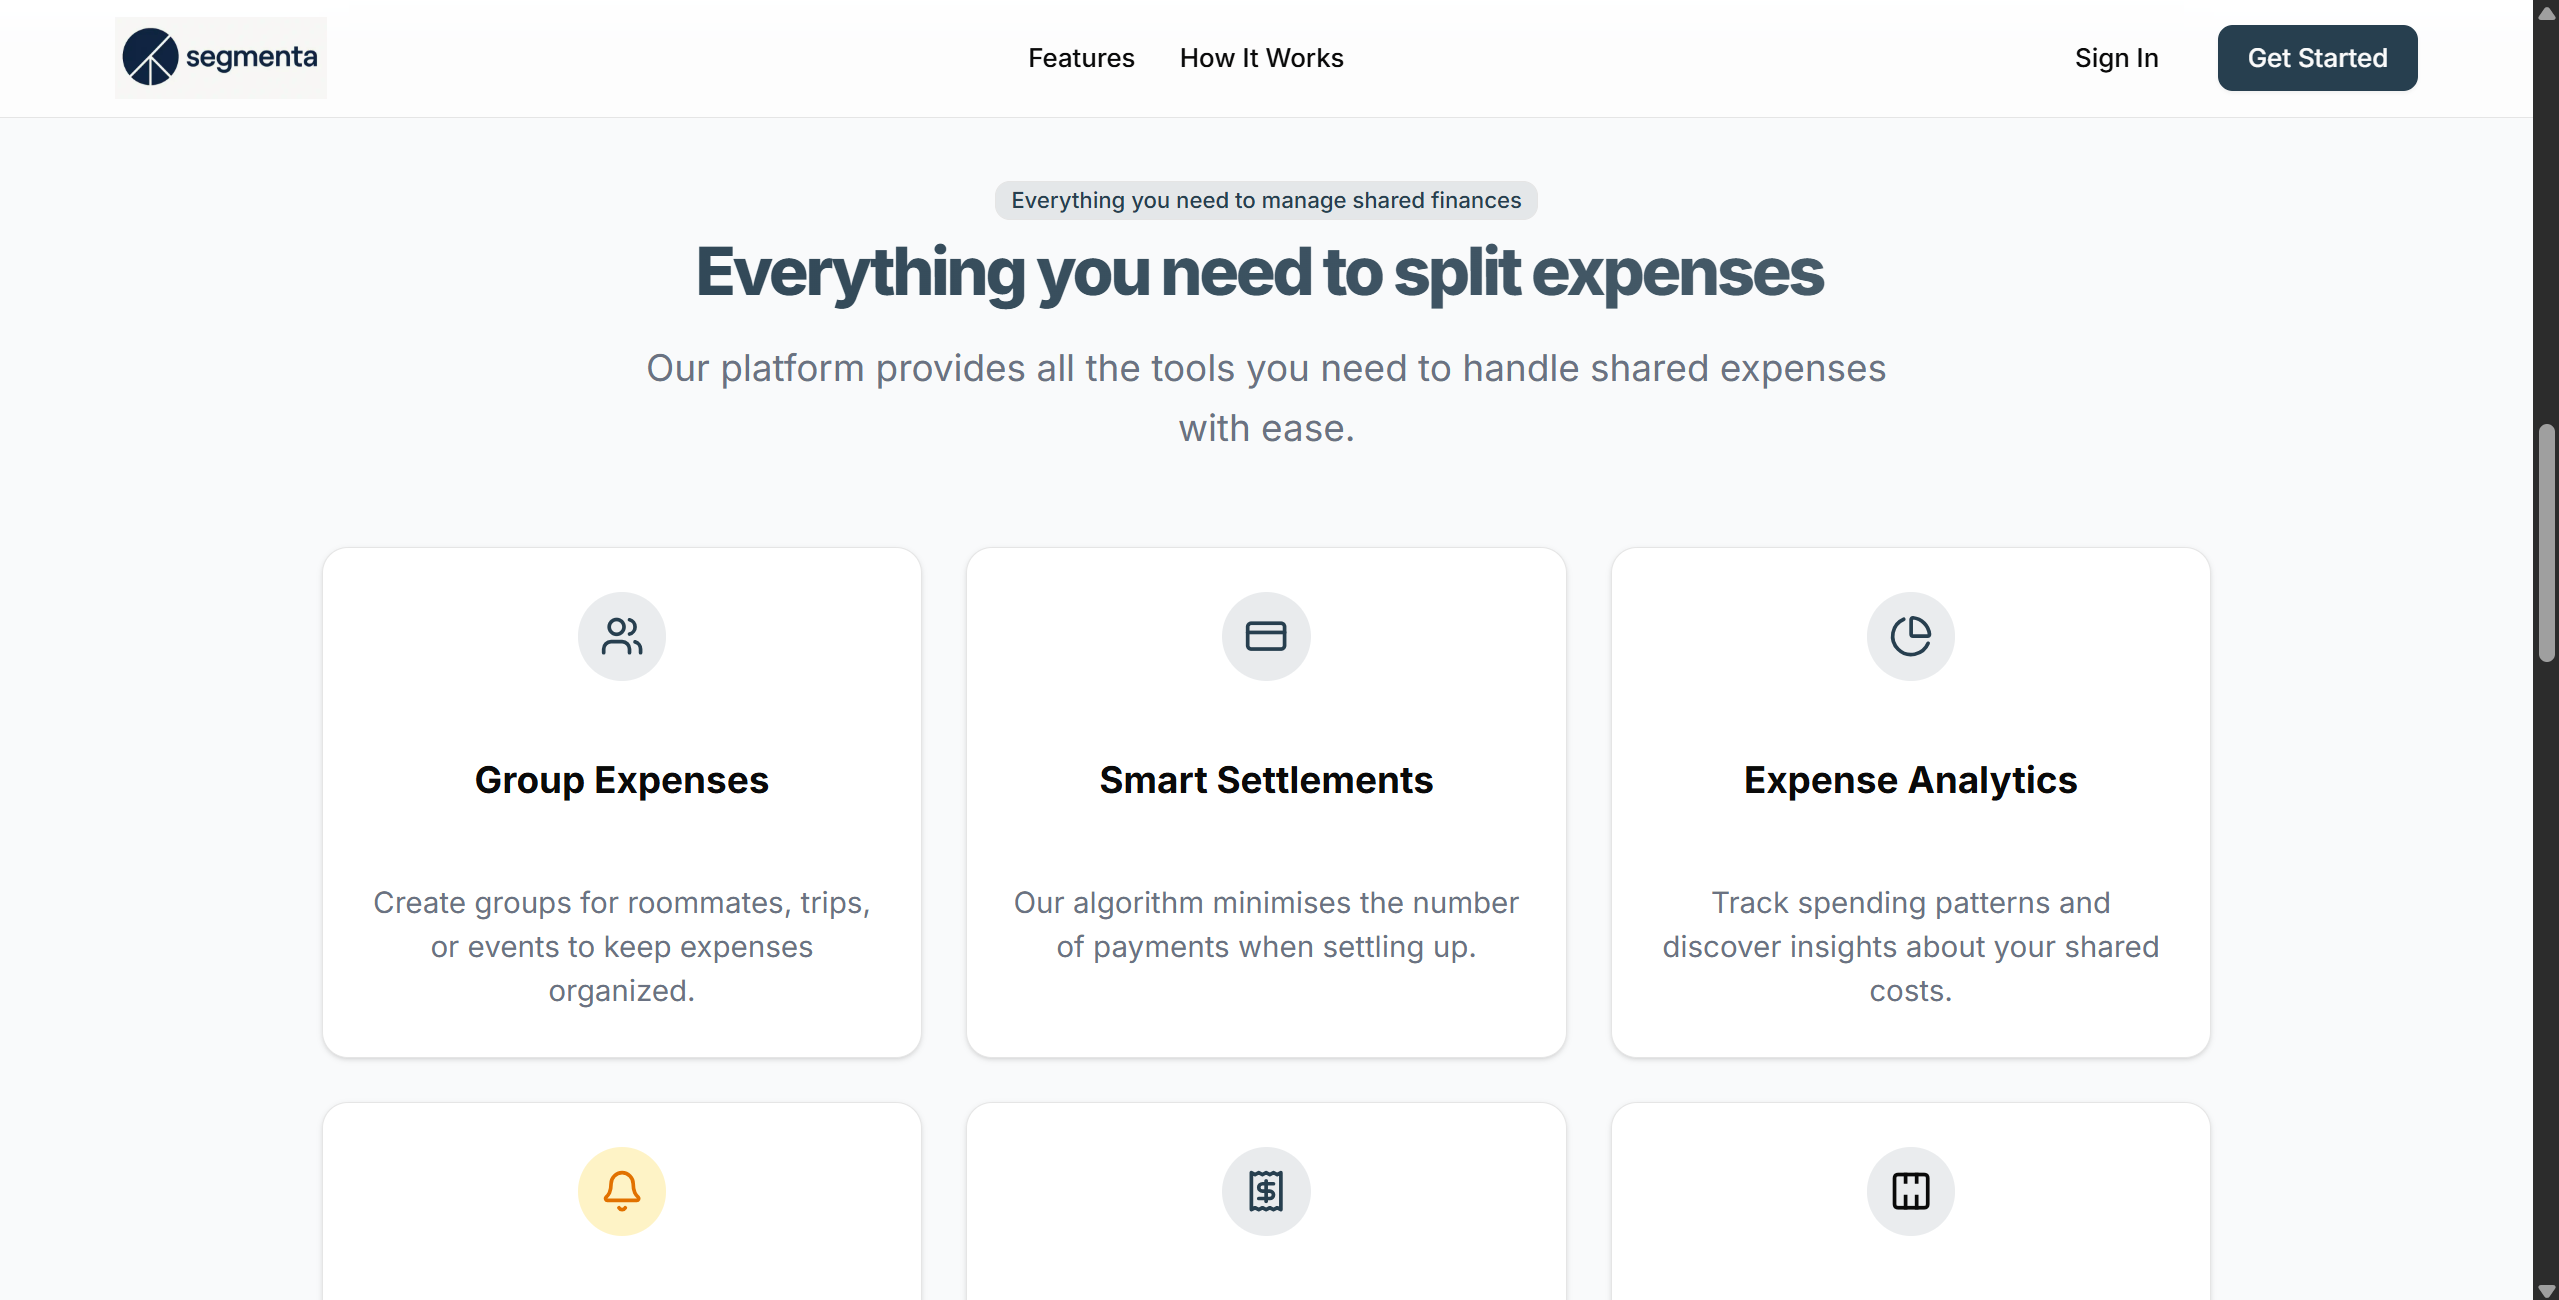 segmenta
Features
How It Works
Sign In
Get Started
Everything you need to manage shared finances
Everything you need to split expenses
Our platform provides all the tools you need to handle shared expenses
with ease.
Group Expenses
Create groups for roommates, trips,
or events to keep expenses
organized.
Smart Settlements
Our algorithm minimises the number
of payments when settling up.
Expense Analytics
Track spending patterns and
discover insights about your shared
costs.